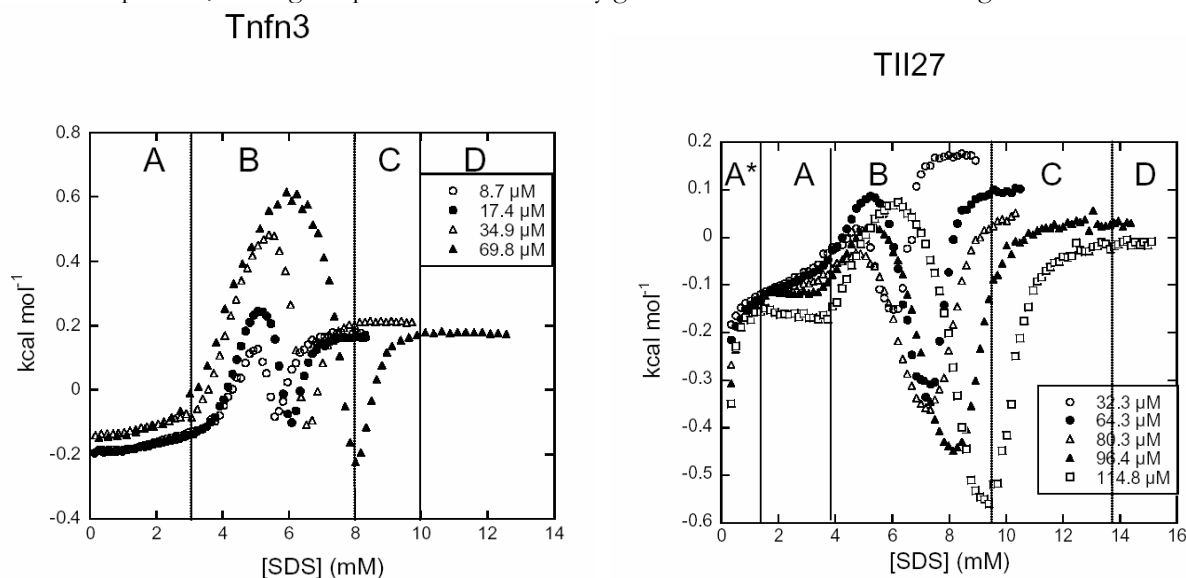 Tnfn3
TII27
0.8
0.6
0.4
0.2
0
-0.2
-0.4
kcal mol-1
A
B
C
D
8.7 µM
17.4 µM
34.9 µM
69.8 µM
0 2 4 6 8 10 12 14
[SDS] (mM)
0.2
0.1
0
-0.1
-0.2
-0.3
-0.4
-0.5
-0.6
kcal mol-1
A*
A
B
C
D
32.3 µM
64.3 µM
80.3 µM
96.4 µM
114.8 µM
0 2 4 6 8 10 12 14 16
[SDS] (mM)